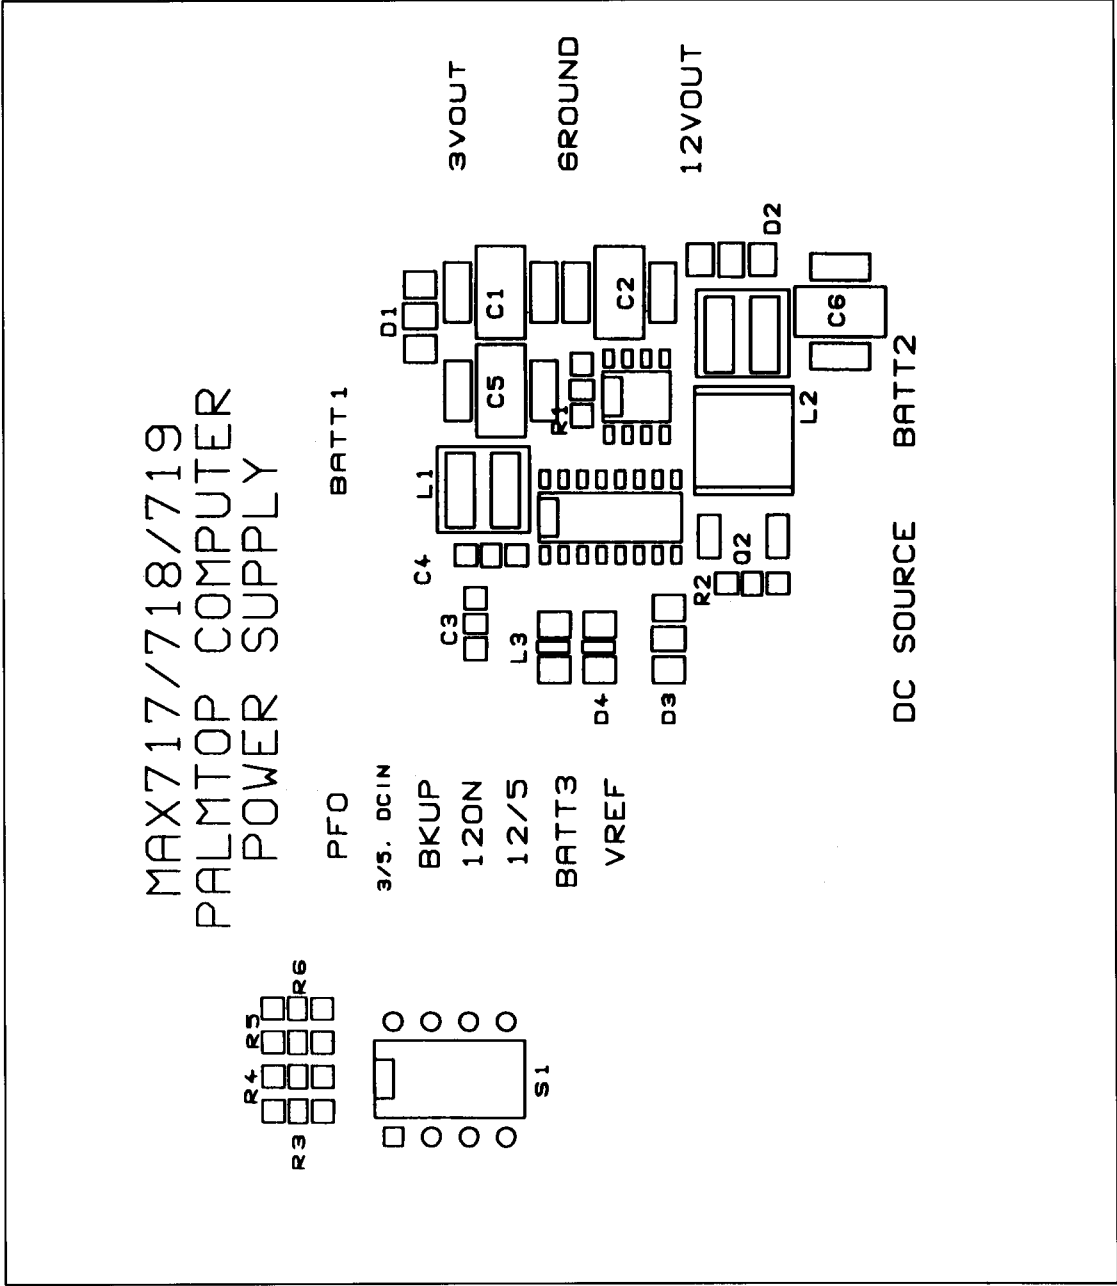 MAX717/718/719
PALMTOP COMPUTER
POWER SUPPLY
R3
R4
R5
R6
S1
PFO
3/5. DCIN
BKUP
12ON
12/5
BATT3
VREF
BATT1
C3
C4
L3
D4
D3
L1
D1
C5
C1
R1
C2
R2
Q2
L2
D2
C6
3VOUT
GROUND
12VOUT
DC SOURCE
BATT2